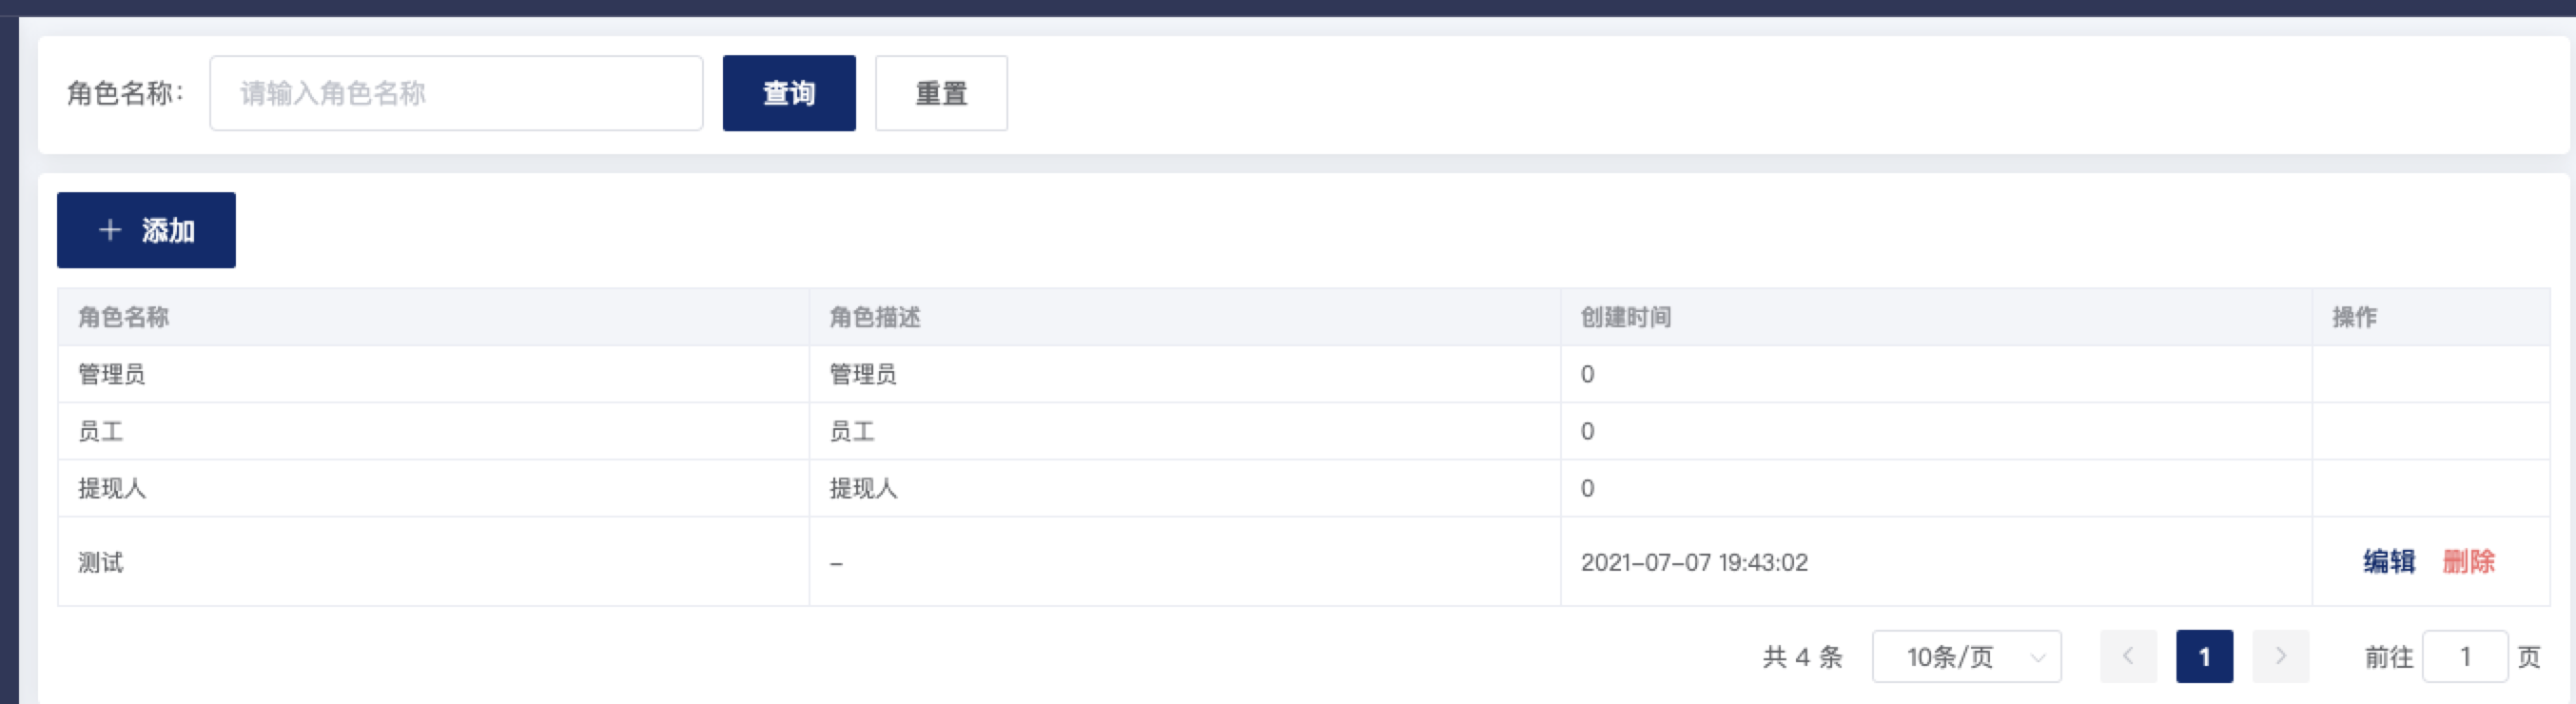 角色名称: 请输入角色名称 查询 重置
+ 添加
角色名称 角色描述 创建时间 操作
管理员 管理员 0
员工 员工 0
提现人 提现人 0
测试 - 2021-07-07 19:43:02 编辑 删除
共 4 条 10条/页 < 1 > 前往 1 页